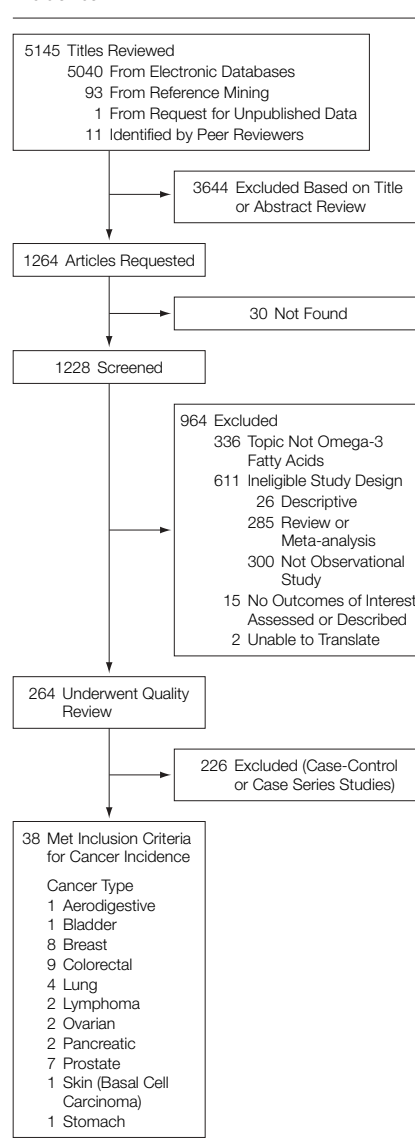 5145 Titles Reviewed
5040 From Electronic Databases
93 From Reference Mining
1 From Request for Unpublished Data
11 Identified by Peer Reviewers
3644 Excluded Based on Title
or Abstract Review
1264 Articles Requested
30 Not Found
1228 Screened
964 Excluded
336 Topic Not Omega-3
Fatty Acids
611 Ineligible Study Design
26 Descriptive
285 Review or
Meta-analysis
300 Not Observational
Study
15 No Outcomes of Interest
Assessed or Described
2 Unable to Translate
264 Underwent Quality
Review
226 Excluded (Case-Control
or Case Series Studies)
38 Met Inclusion Criteria
for Cancer Incidence
Cancer Type
1 Aerodigestive
1 Bladder
8 Breast
9 Colorectal
4 Lung
2 Lymphoma
2 Ovarian
2 Pancreatic
7 Prostate
1 Skin (Basal Cell
Carcinoma)
1 Stomach